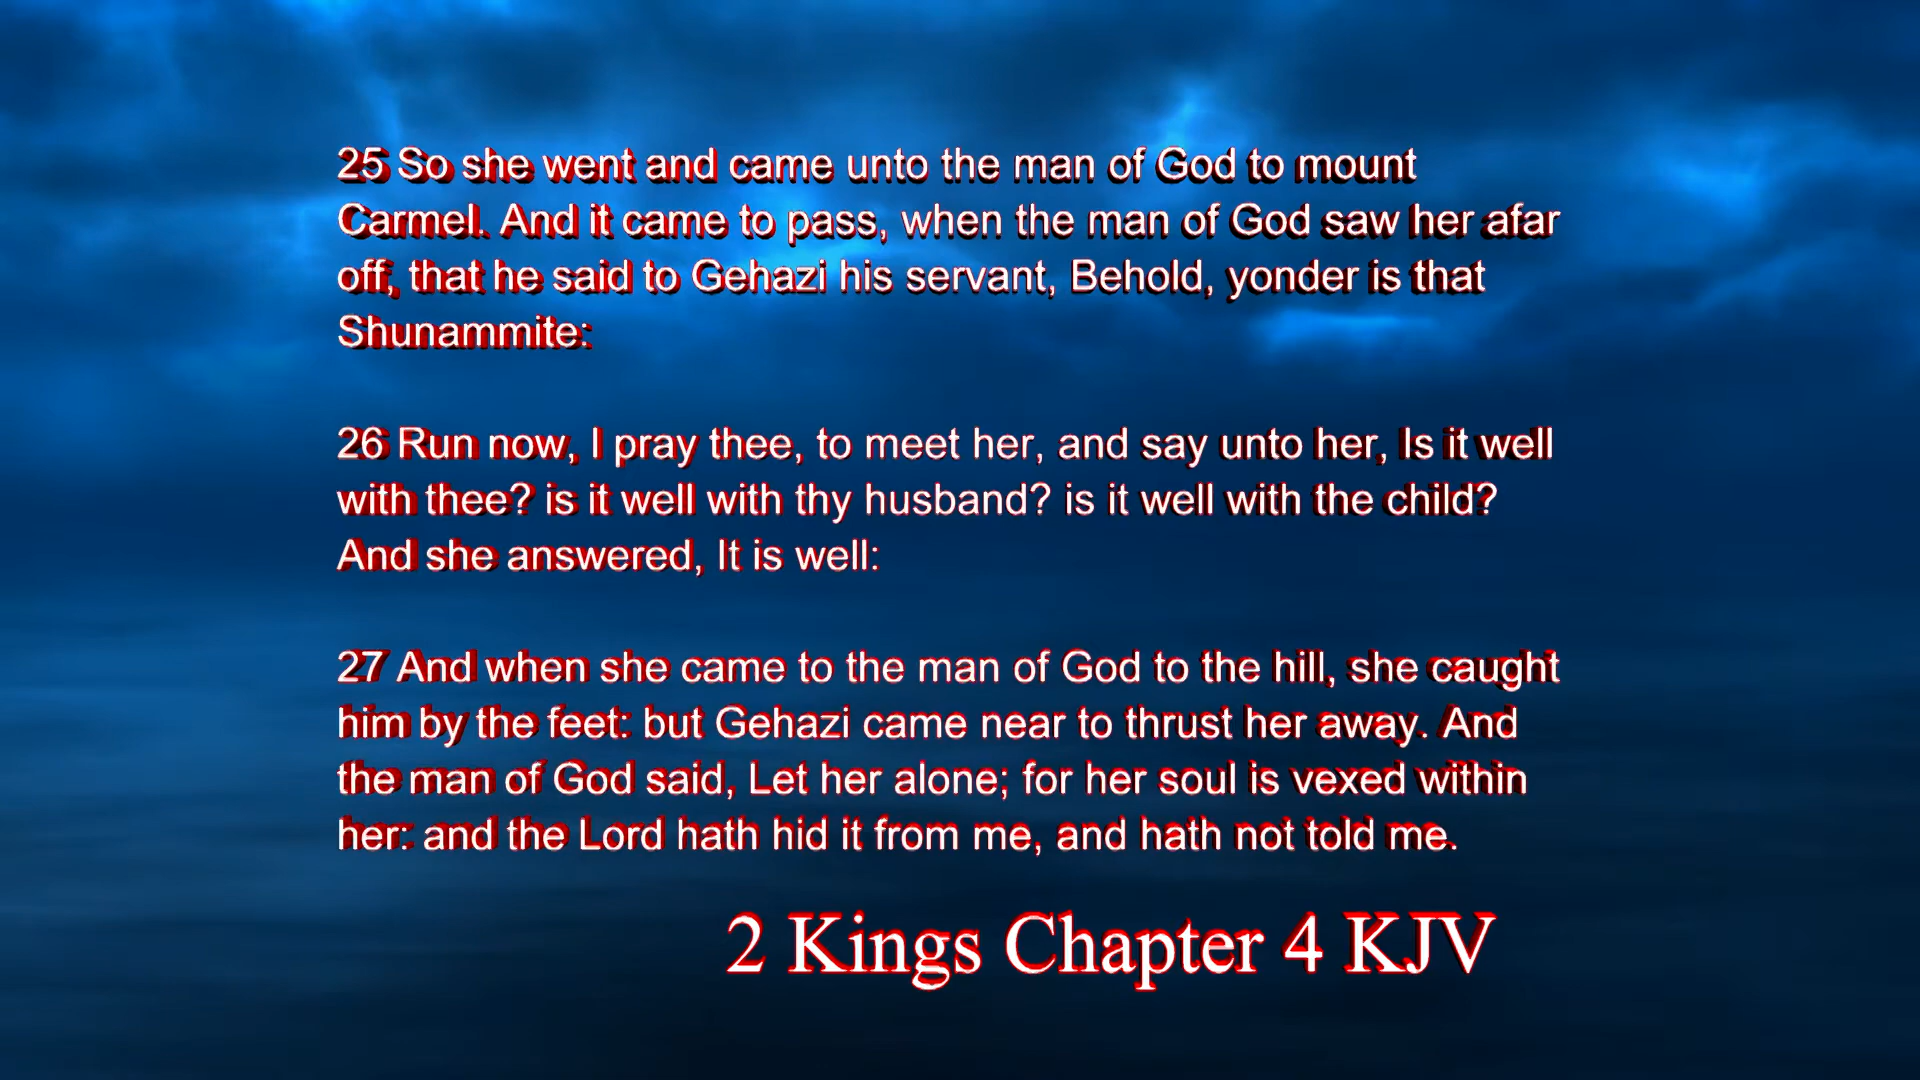 25 So she went and came unto the man of God to mount
Carmel. And it came to pass, when the man of God saw her afar
off, that he said to Gehazi his servant, Behold, yonder is that
Shunammite:
26 Run now, I pray thee, to meet her, and say unto her, Is it well
with thee? is it well with thy husband? is it well with the child?
And she answered, It is well:
27 And when she came to the man of God to the hill, she caught
him by the feet: but Gehazi came near to thrust her away. And
the man of God said, Let her alone; for her soul is vexed within
her: and the Lord hath hid it from me, and hath not told me.
2 Kings Chapter 4 KJV